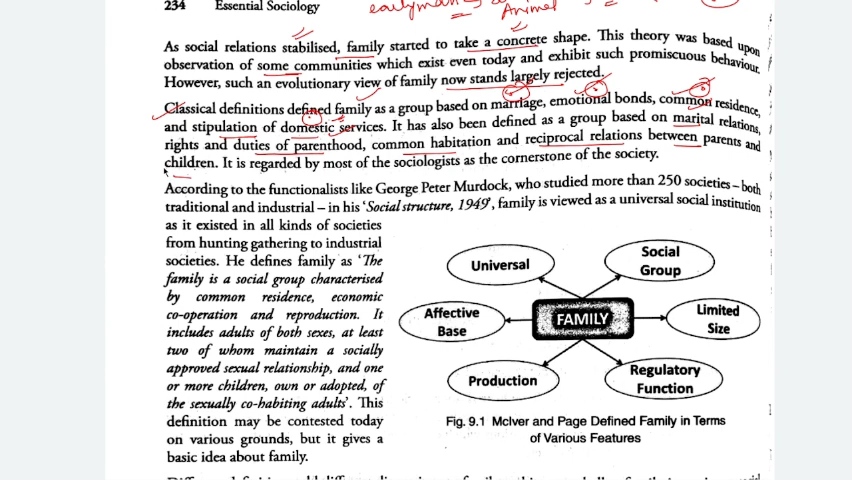 234 Essential Sociology
Animal
As social relations stabilised, family started to take a concrete shape. This theory was based upon
observation of some communities which exist even today and exhibit such promiscuous behaviour.
However, such an evolutionary view of family now stands largely rejected.
Classical definitions defined family as a group based on marriage, emotional bonds, common residence,
and stipulation of domestic services. It has also been defined as a group based on marital relations,
rights and duties of parenthood, common habitation and reciprocal relations between parents and
children. It is regarded by most of the sociologists as the cornerstone of the society.
According to the functionalists like George Peter Murdock, who studied more than 250 societies – both
traditional and industrial – in his 'Social structure, 1949', family is viewed as a universal social institution
as it existed in all kinds of societies
from hunting gathering to industrial
societies. He defines family as 'The
family is a social group characterised
by common residence, economic
co-operation and reproduction. It
includes adults of both sexes, at least
two of whom maintain a socially
approved sexual relationship, and one
or more children, own or adopted, of
the sexually co-habiting adults'. This
definition may be contested today
on various grounds, but it gives a
basic idea about family.
Universal
Social
Group
Affective
Base
FAMILY
Limited
Size
Production
Regulatory
Function
Fig. 9.1 McIver and Page Defined Family in Terms
of Various Features